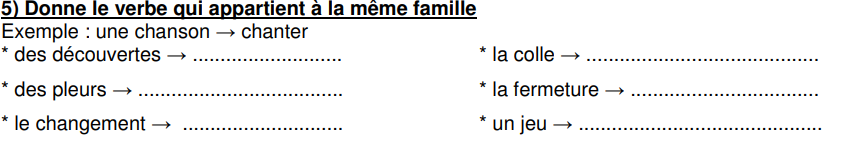 5) Donne le verbe qui appartient à la même famille
Exemple : une chanson → chanter
* des découvertes → ........................... * la colle → ..........................................
* des pleurs → ..................................... * la fermeture → ..................................
* le changement → ............................. * un jeu → ............................................